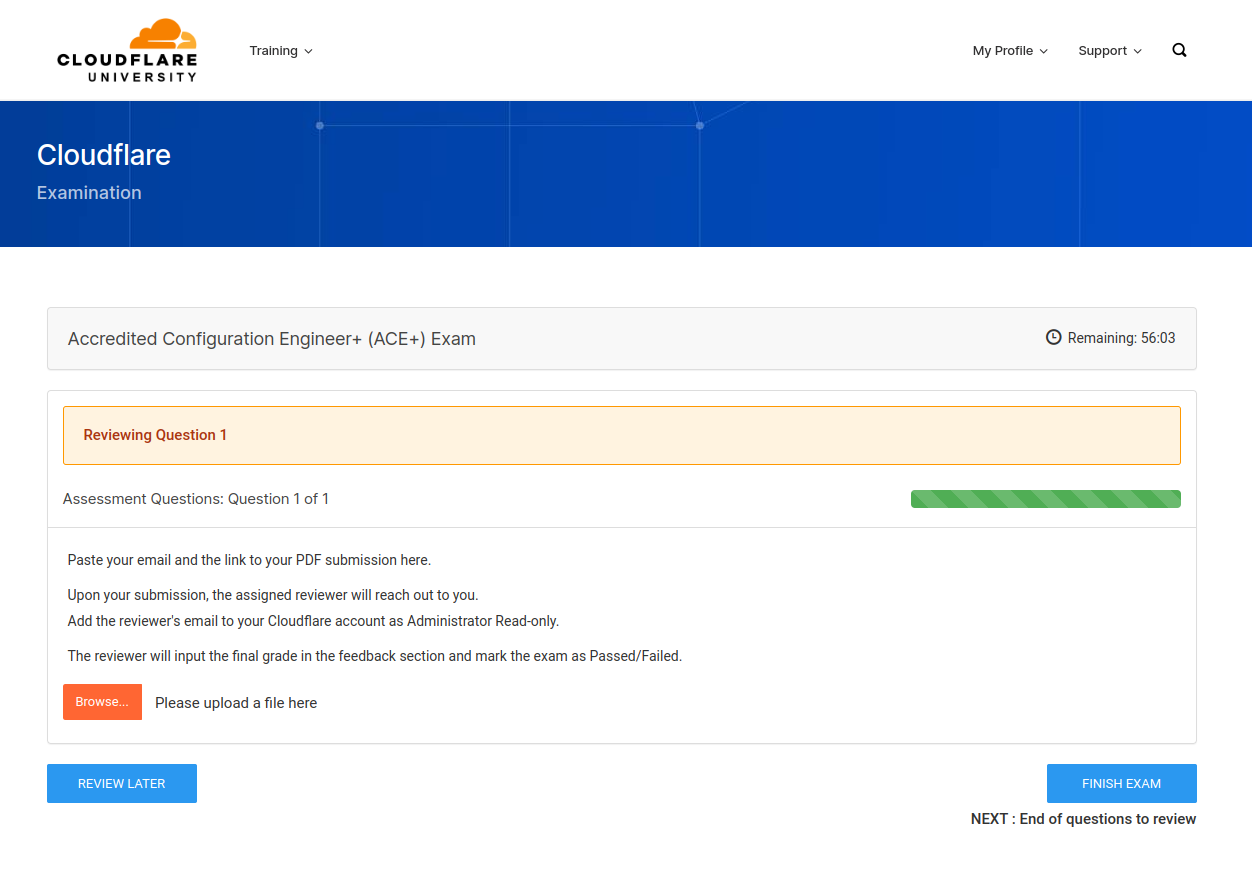 CLOUDFLARE
UNIVERSITY
Training
My Profile
Support
Cloudflare
Examination
Accredited Configuration Engineer+ (ACE+) Exam
Remaining: 56:03
Reviewing Question 1
Assessment Questions: Question 1 of 1
Paste your email and the link to your PDF submission here.
Upon your submission, the assigned reviewer will reach out to you.
Add the reviewer's email to your Cloudflare account as Administrator Read-only.
The reviewer will input the final grade in the feedback section and mark the exam as Passed/Failed.
Browse...
Please upload a file here
REVIEW LATER
FINISH EXAM
NEXT : End of questions to review